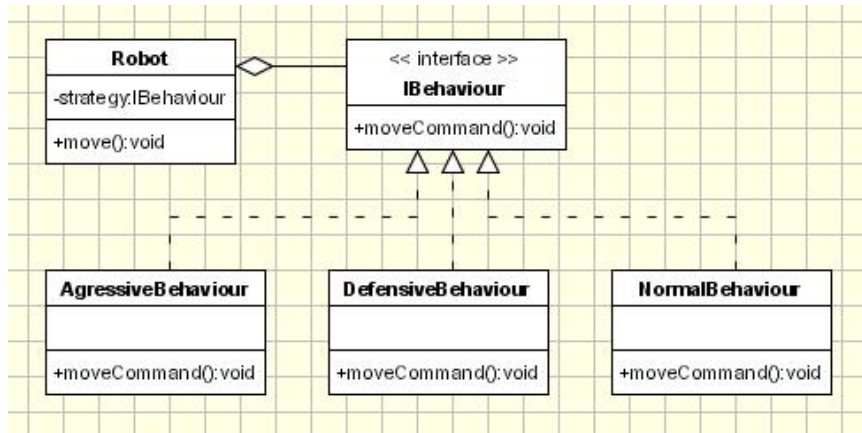 Robot
-strategy:IBehaviour
+move():void
<< interface >>
IBehaviour
+moveCommand():void
AgressiveBehaviour
+moveCommand():void
DefensiveBehaviour
+moveCommand():void
NormalBehaviour
+moveCommand():void